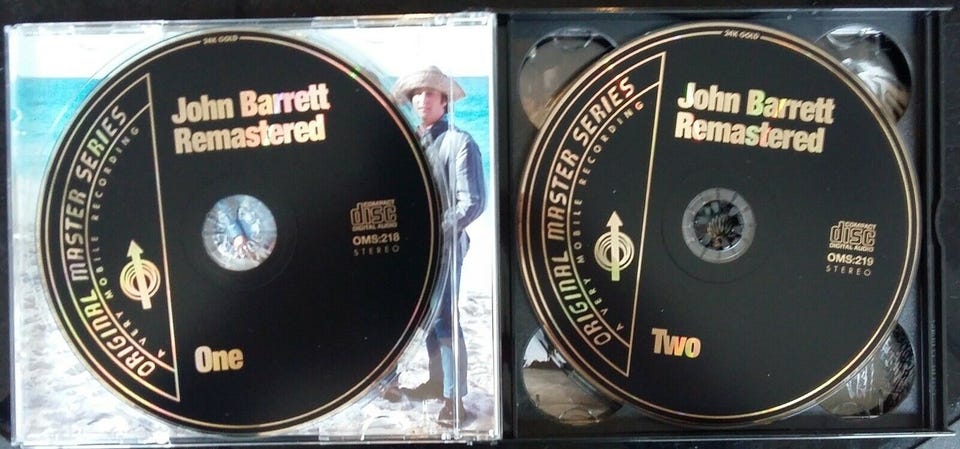 24K GOLD
John Barrett
Remastered
ORIGINAL MASTER SERIES
A VERY MOBILE RECORDING
COMPACT
disc
DIGITAL AUDIO
OMS:218
STEREO
One
24K GOLD
John Barrett
Remastered
ORIGINAL MASTER SERIES
A VERY MOBILE RECORDING
COMPACT
disc
DIGITAL AUDIO
OMS:219
STEREO
Two